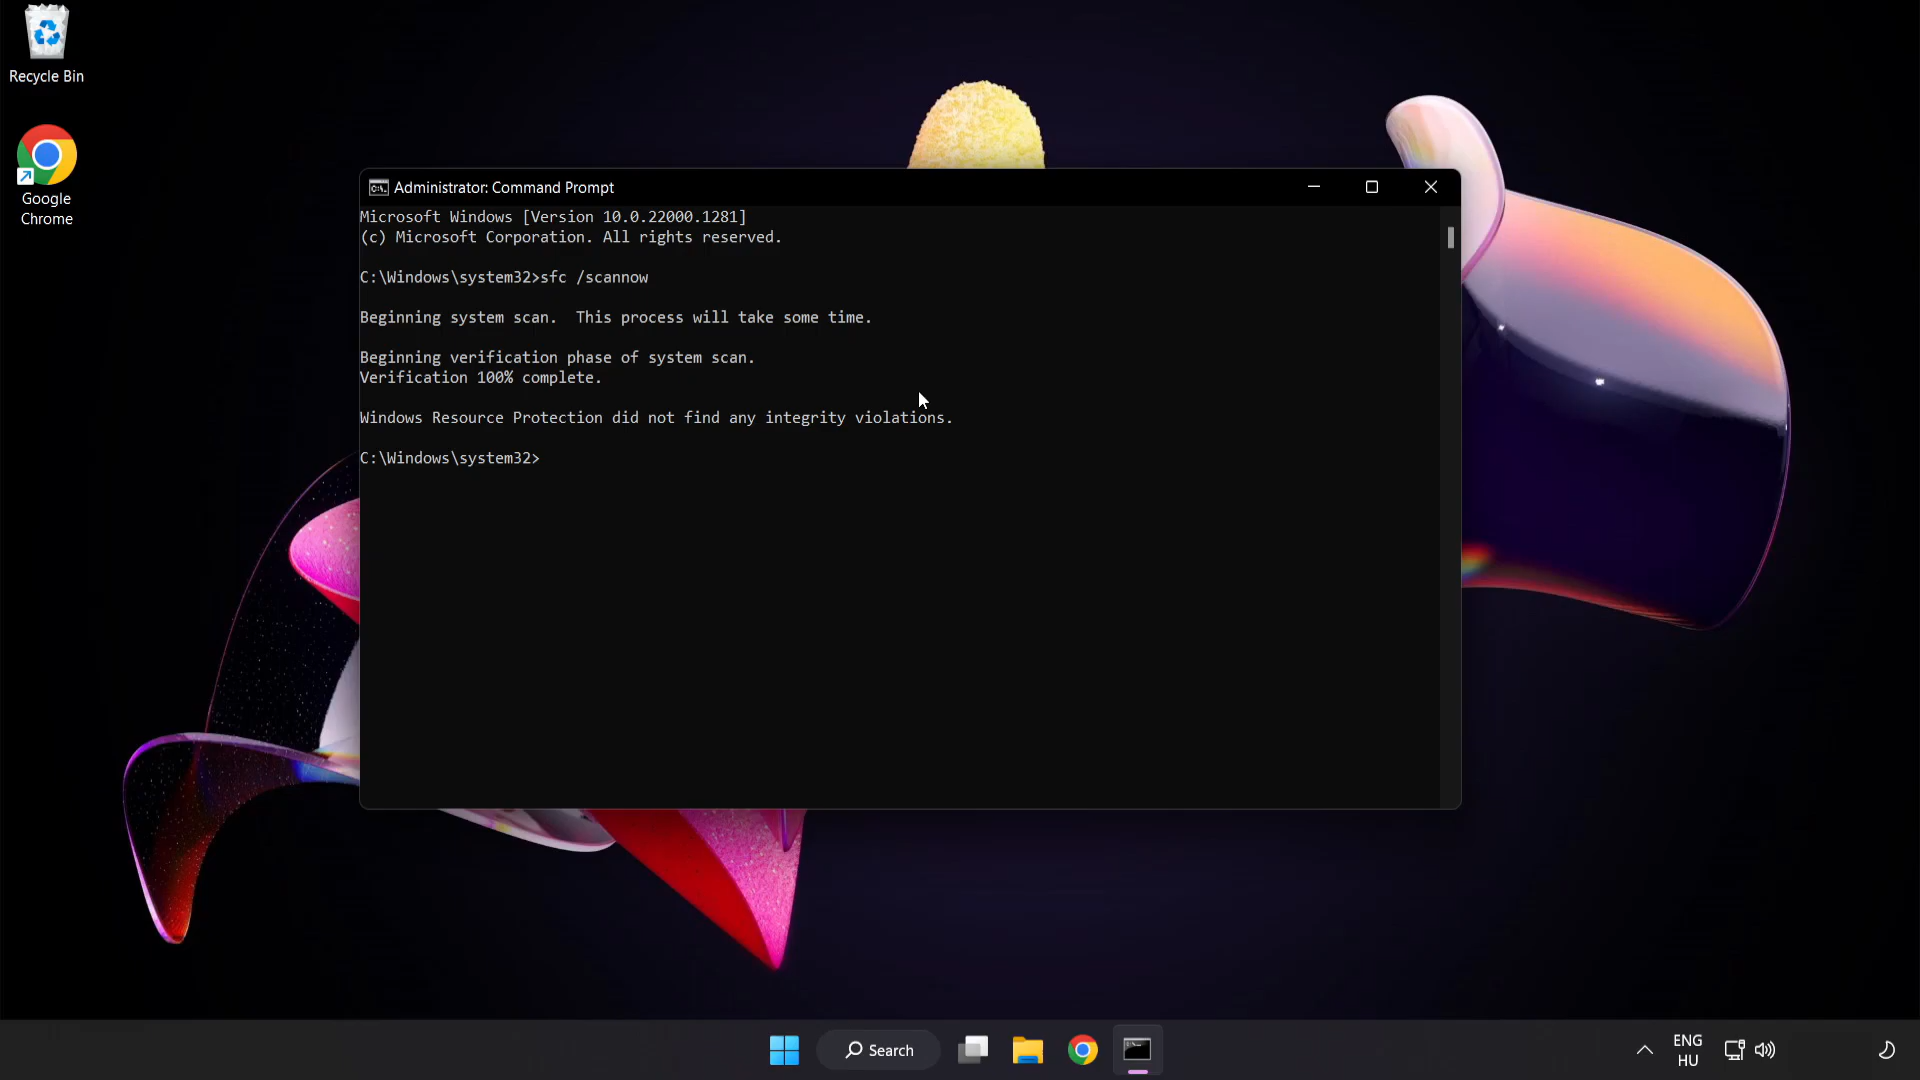 Recycle Bin
Google
Chrome
Administrator: Command Prompt
Microsoft Windows [Version 10.0.22000.1281]
(c) Microsoft Corporation. All rights reserved.
C:\Windows\system32>sfc /scannow
Beginning system scan.  This process will take some time.
Beginning verification phase of system scan.
Verification 100% complete.
Windows Resource Protection did not find any integrity violations.
C:\Windows\system32>
Search
ENG
HU